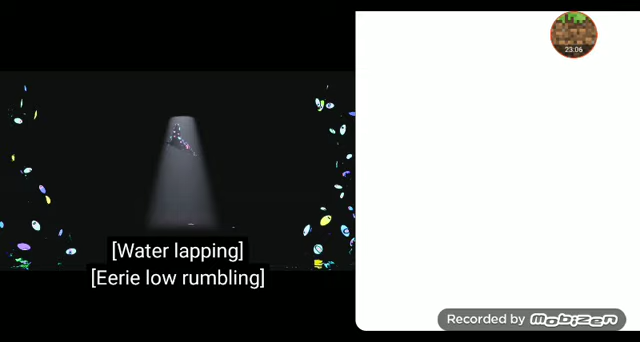 23:06
[Water lapping]
[Eerie low rumbling]
Recorded by Mobizen